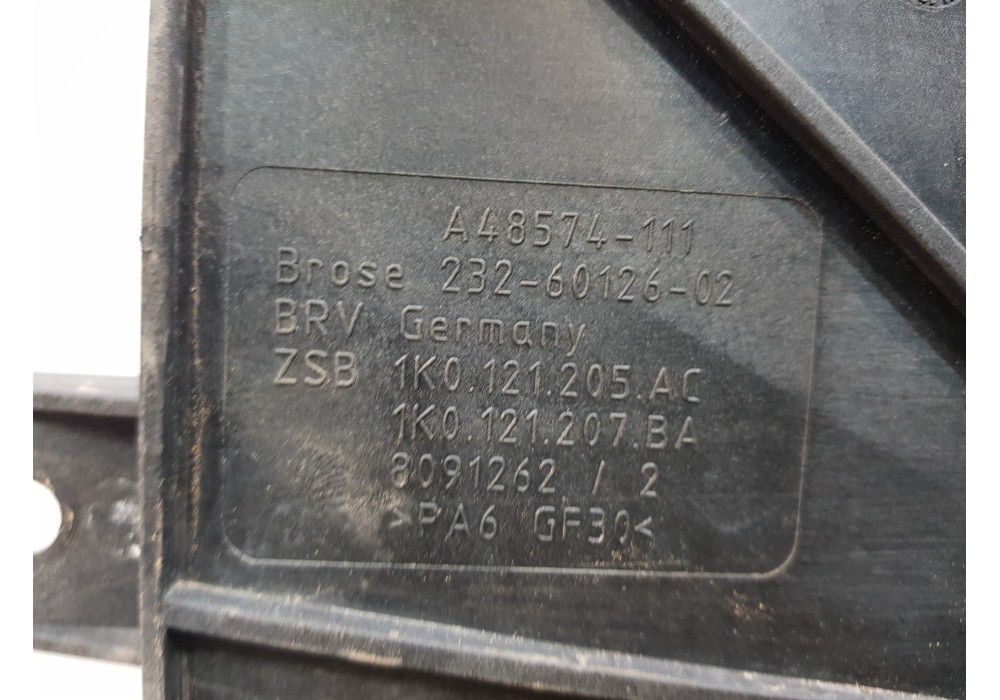 A48574-111
Brose 232-60126-02
BRV Germany
ZSB 1K0.121.205.AC
1K0.121.207.BA
8091262 / 2
>PA6 GF30<